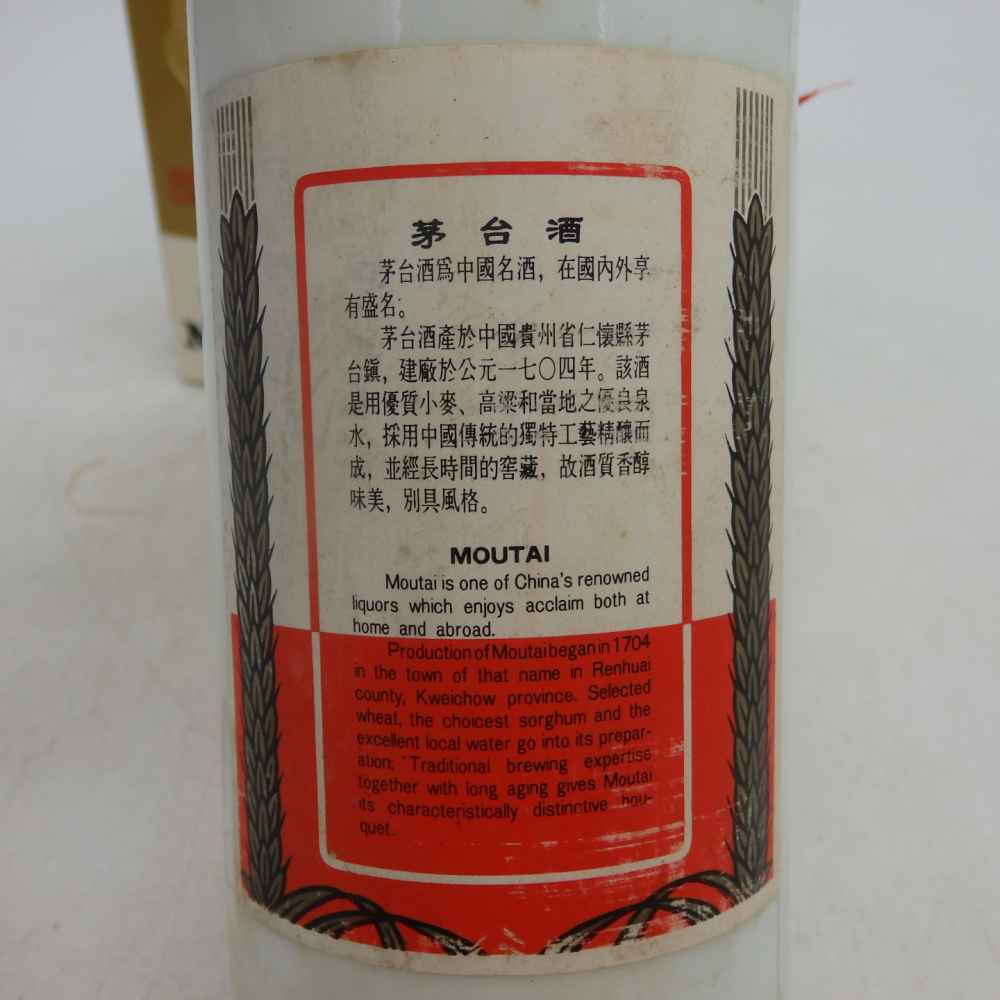 茅台酒
茅台酒爲中國名酒，在國內外享
有盛名。
茅台酒產於中國貴州省仁懷縣茅
台鎭，建廠於公元一七〇四年。該酒
是用優質小麥、高粱和當地之優良泉
水，採用中國傳統的獨特工藝精釀而
成，並經長時間的窖藏，故酒質香醇
味美，別具風格。
MOUTAI
Moutai is one of China's renowned
liquors which enjoys acclaim both at
home and abroad.
Production of Moutai began in 1704
in the town of that name in Renhuai
county, Kweichow province. Selected
wheat, the choicest sorghum and the
excellent local water go into its prepar-
ation. Traditional brewing expertise
together with long aging gives Moutai
its characteristically distinctive bou-
quet.